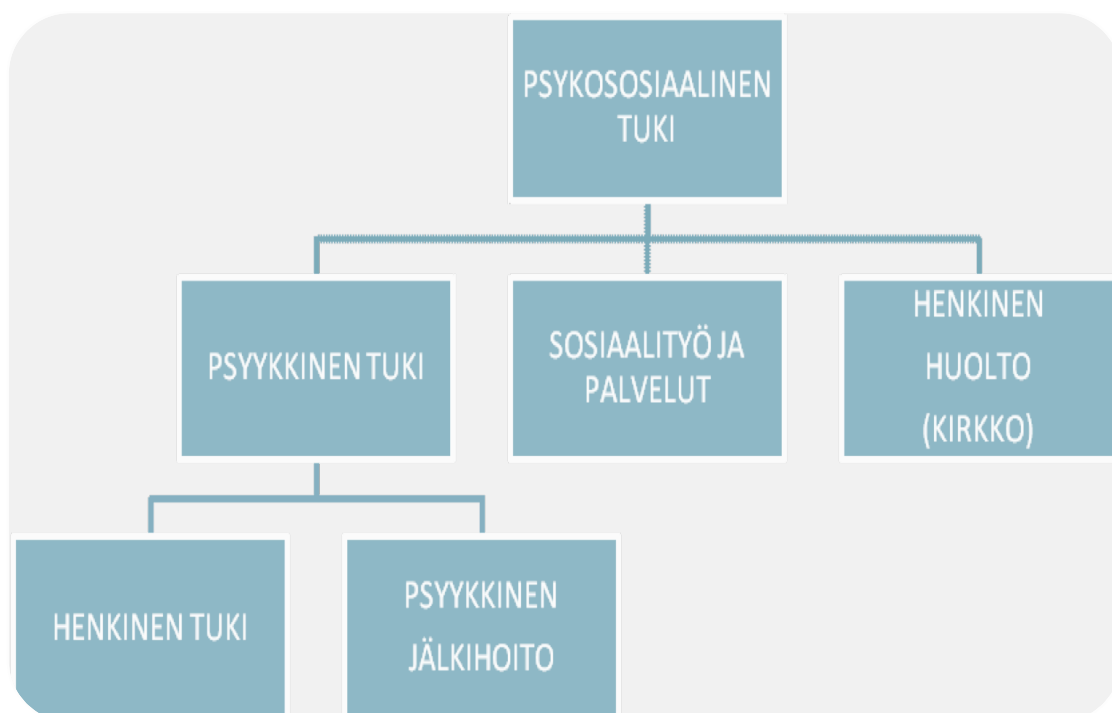 PSYKOSOSIAALINEN
TUKI
PSYYKKINEN TUKI
SOSIAALITYÖ JA
PALVELUT
HENKINEN
HUOLTO
(KIRKKO)
HENKINEN TUKI
PSYYKKINEN
JÄLKIHOITO